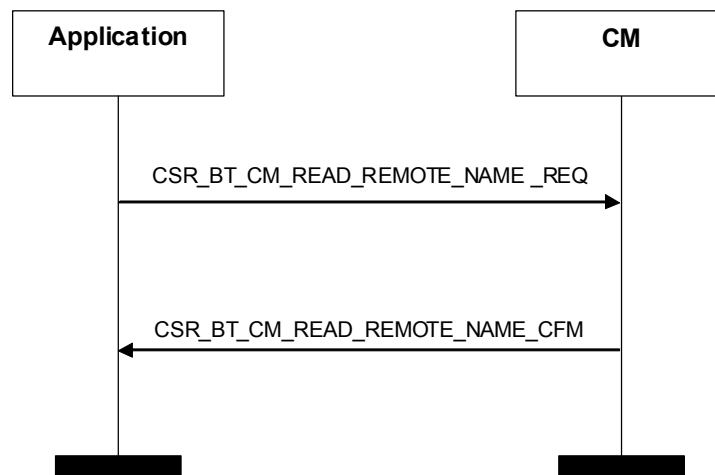 Application
CM
CSR_BT_CM_READ_REMOTE_NAME _REQ
CSR_BT_CM_READ_REMOTE_NAME_CFM